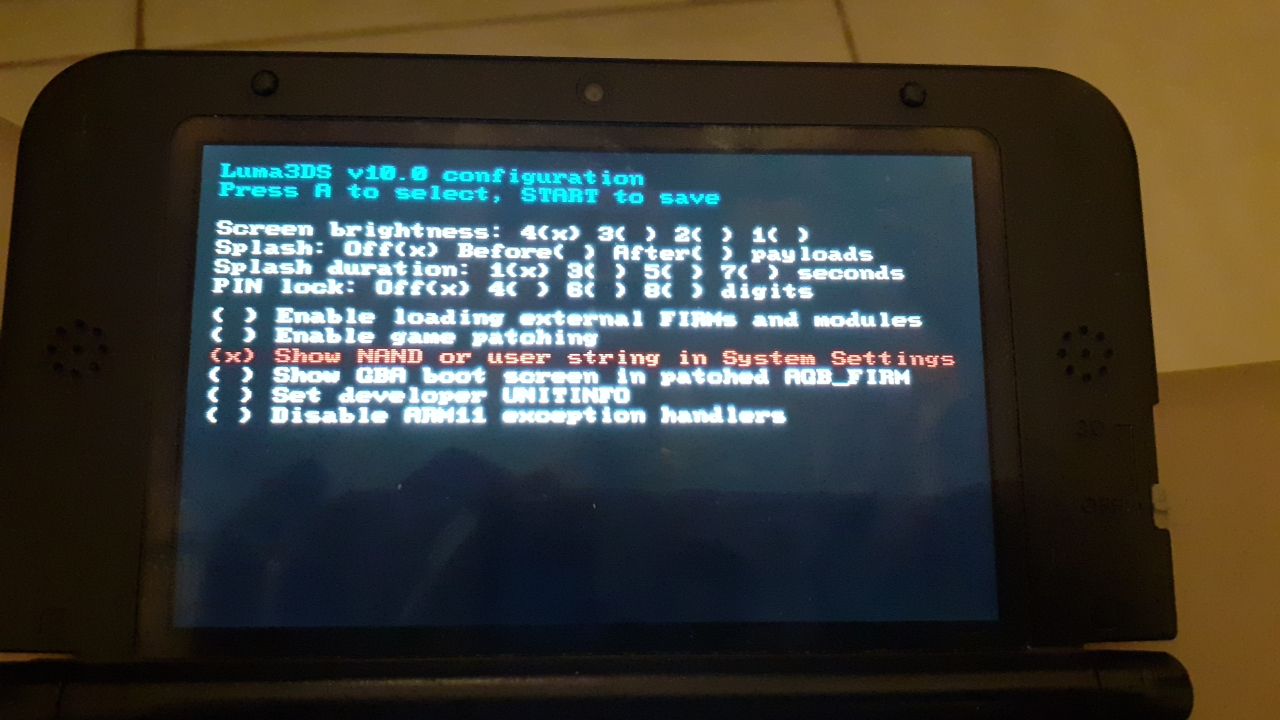 Luma3DS v10.0 configuration
Press A to select, START to save
Screen brightness: 4(x) 3( ) 2( ) 1( )
Splash: Off(x) Before( ) After( ) payloads
Splash duration: 1(x) 3( ) 5( ) 7( ) seconds
PIN lock: Off(x) 4( ) 6( ) 8( ) digits
( ) Enable loading external FIRMs and modules
( ) Enable game patching
(x) Show NAND or user string in System Settings
( ) Show GBA boot screen in patched AGB_FIRM
( ) Set developer UNITINFO
( ) Disable ARM11 exception handlers
3D
OFF